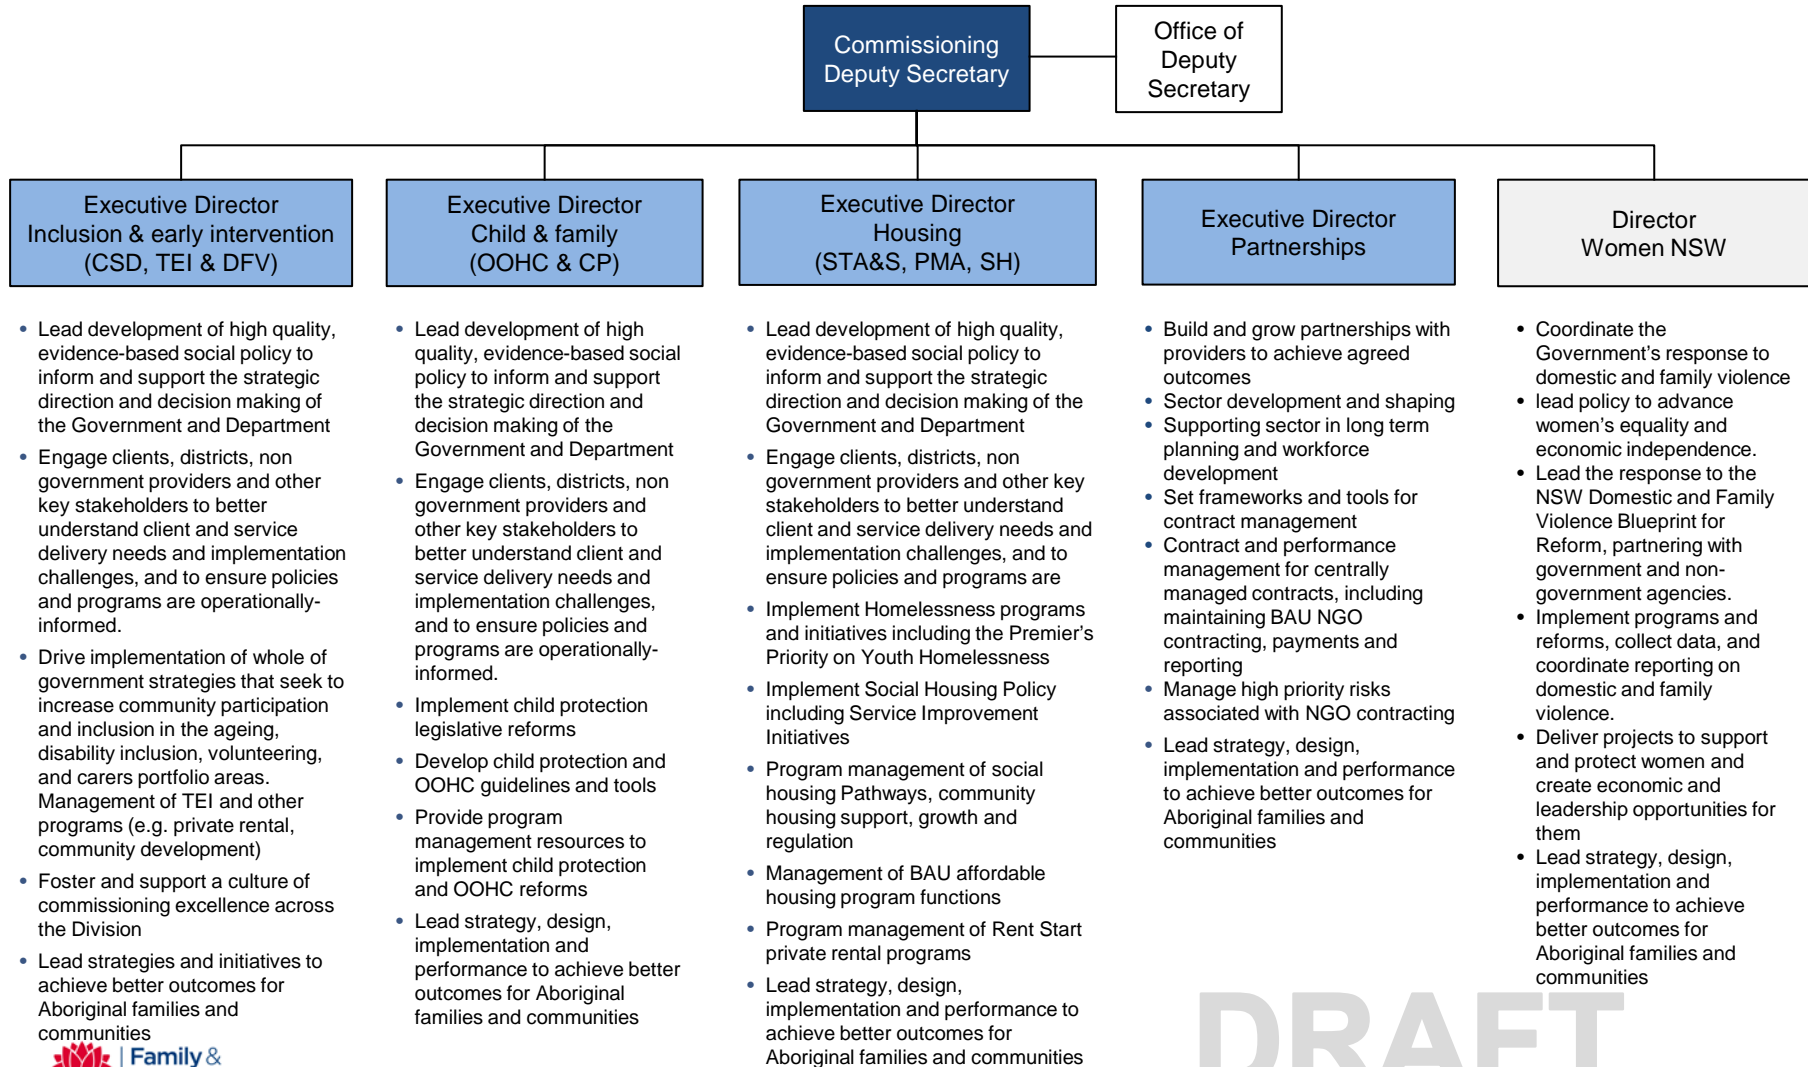 Commissioning
Deputy Secretary
Office of
Deputy
Secretary
Executive Director
Inclusion & early intervention
(CSD, TEI & DFV)
Executive Director
Child & family
(OOHC & CP)
Executive Director
Housing
(STA&S, PMA, SH)
Executive Director
Partnerships
Director
Women NSW
• Lead development of high quality,
evidence-based social policy to
inform and support the strategic
direction and decision making of
the Government and Department
• Engage clients, districts, non
government providers and other
key stakeholders to better
understand client and service
delivery needs and implementation
challenges, and to ensure policies
and programs are operationally-
informed.
• Drive implementation of whole of
government strategies that seek to
increase community participation
and inclusion in the ageing,
disability inclusion, volunteering,
and carers portfolio areas.
Management of TEI and other
programs (e.g. private rental,
community development)
• Foster and support a culture of
commissioning excellence across
the Division
• Lead strategies and initiatives to
achieve better outcomes for
Aboriginal families and
communities
• Lead development of high
quality, evidence-based social
policy to inform and support
the strategic direction and
decision making of the
Government and Department
• Engage clients, districts, non
government providers and
other key stakeholders to
better understand client and
service delivery needs and
implementation challenges,
and to ensure policies and
programs are operationally-
informed.
• Implement child protection
legislative reforms
• Develop child protection and
OOHC guidelines and tools
• Provide program
management resources to
implement child protection
and OOHC reforms
• Lead strategy, design,
implementation and
performance to achieve better
outcomes for Aboriginal
families and communities
• Lead development of high quality,
evidence-based social policy to
inform and support the strategic
direction and decision making of the
Government and Department
• Engage clients, districts, non
government providers and other key
stakeholders to better understand
client and service delivery needs and
implementation challenges, and to
ensure policies and programs are
• Implement Homelessness programs
and initiatives including the Premier's
Priority on Youth Homelessness
• Implement Social Housing Policy
including Service Improvement
Initiatives
• Program management of social
housing Pathways, community
housing support, growth and
regulation
• Management of BAU affordable
housing program functions
• Program management of Rent Start
private rental programs
• Lead strategy, design,
implementation and performance to
achieve better outcomes for
Aboriginal families and communities
• Build and grow partnerships with
providers to achieve agreed
outcomes
• Sector development and shaping
• Supporting sector in long term
planning and workforce
development
• Set frameworks and tools for
contract management
• Contract and performance
management for centrally
managed contracts, including
maintaining BAU NGO
contracting, payments and
reporting
• Manage high priority risks
associated with NGO contracting
• Lead strategy, design,
implementation and performance
to achieve better outcomes for
Aboriginal families and
communities
• Coordinate the
Government's response to
domestic and family violence
• lead policy to advance
women's equality and
economic independence.
• Lead the response to the
NSW Domestic and Family
Violence Blueprint for
Reform, partnering with
government and non-
government agencies.
• Implement programs and
reforms, collect data, and
coordinate reporting on
domestic and family
violence.
• Deliver projects to support
and protect women and
create economic and
leadership opportunities for
them
• Lead strategy, design,
implementation and
performance to achieve
better outcomes for
Aboriginal families and
communities
Family &
DRAFT